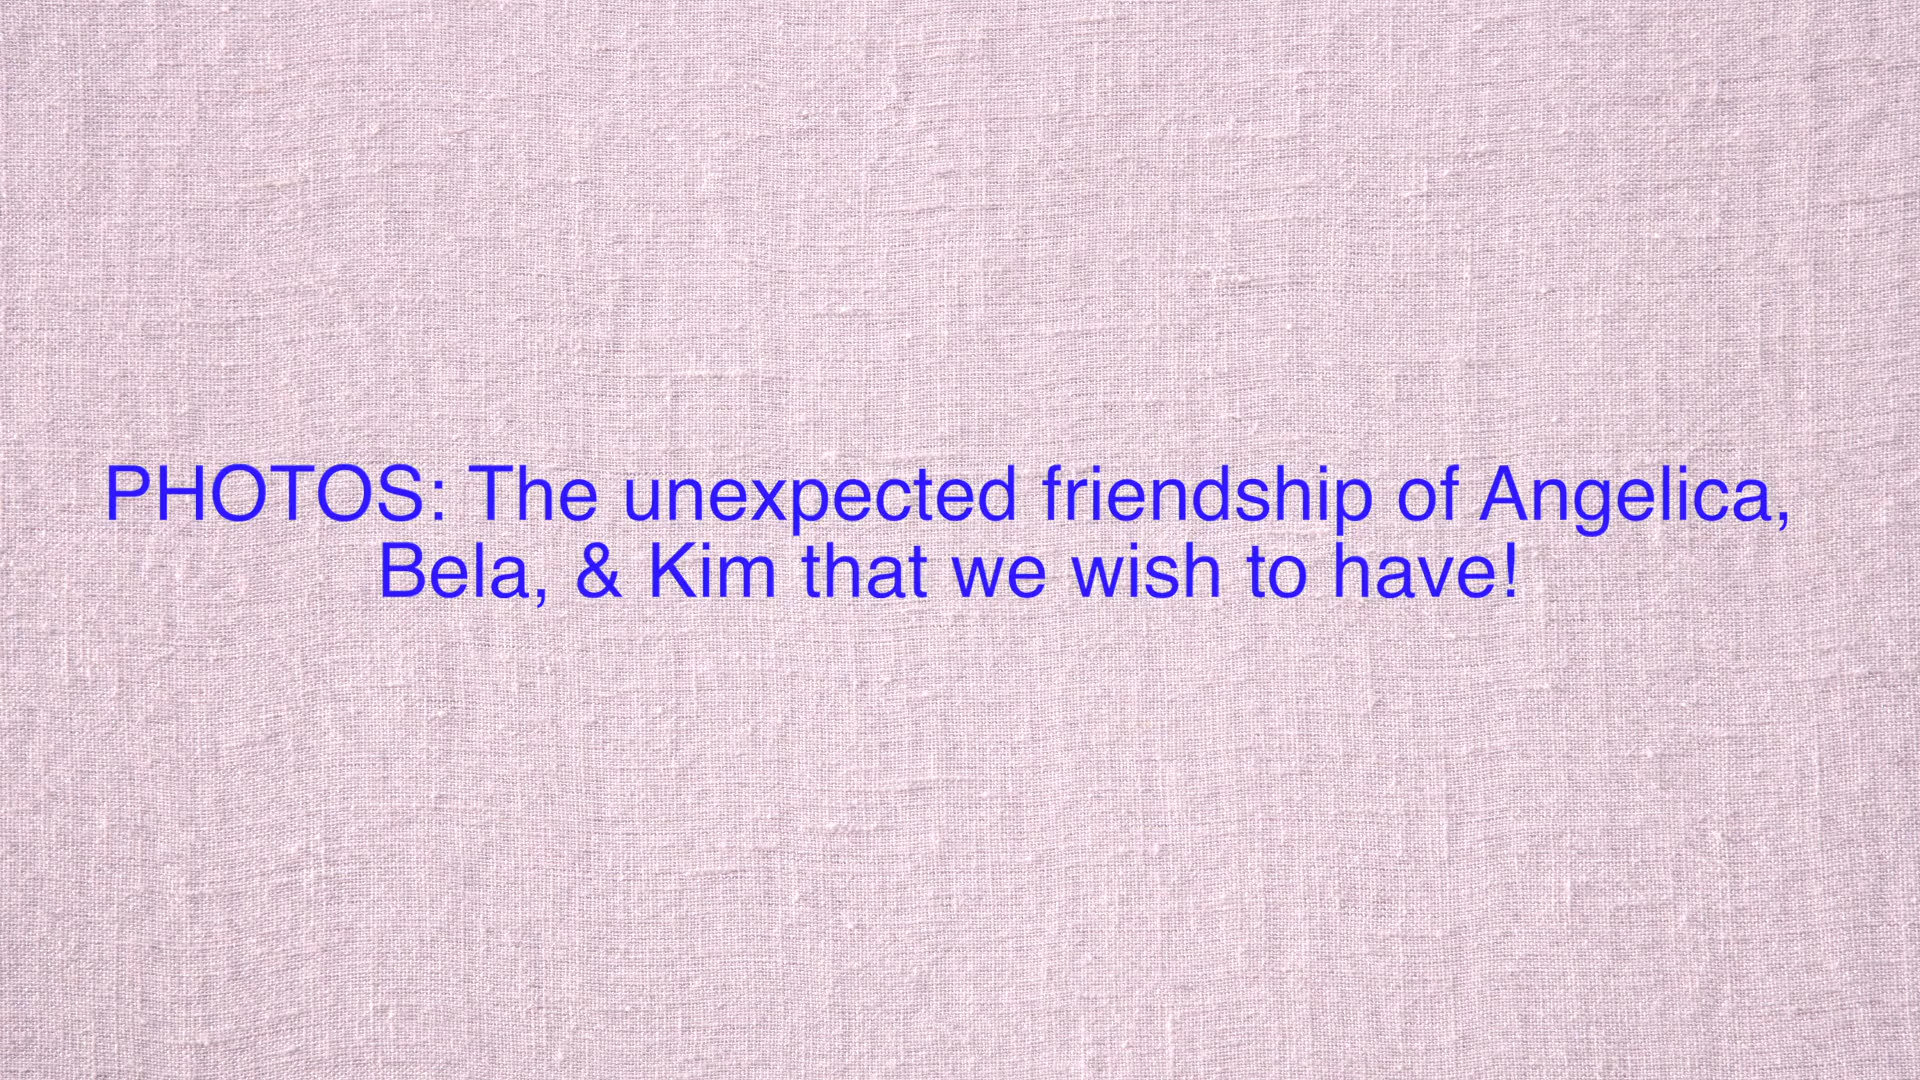 PHOTOS: The unexpected friendship of Angelica,
Bela, & Kim that we wish to have!